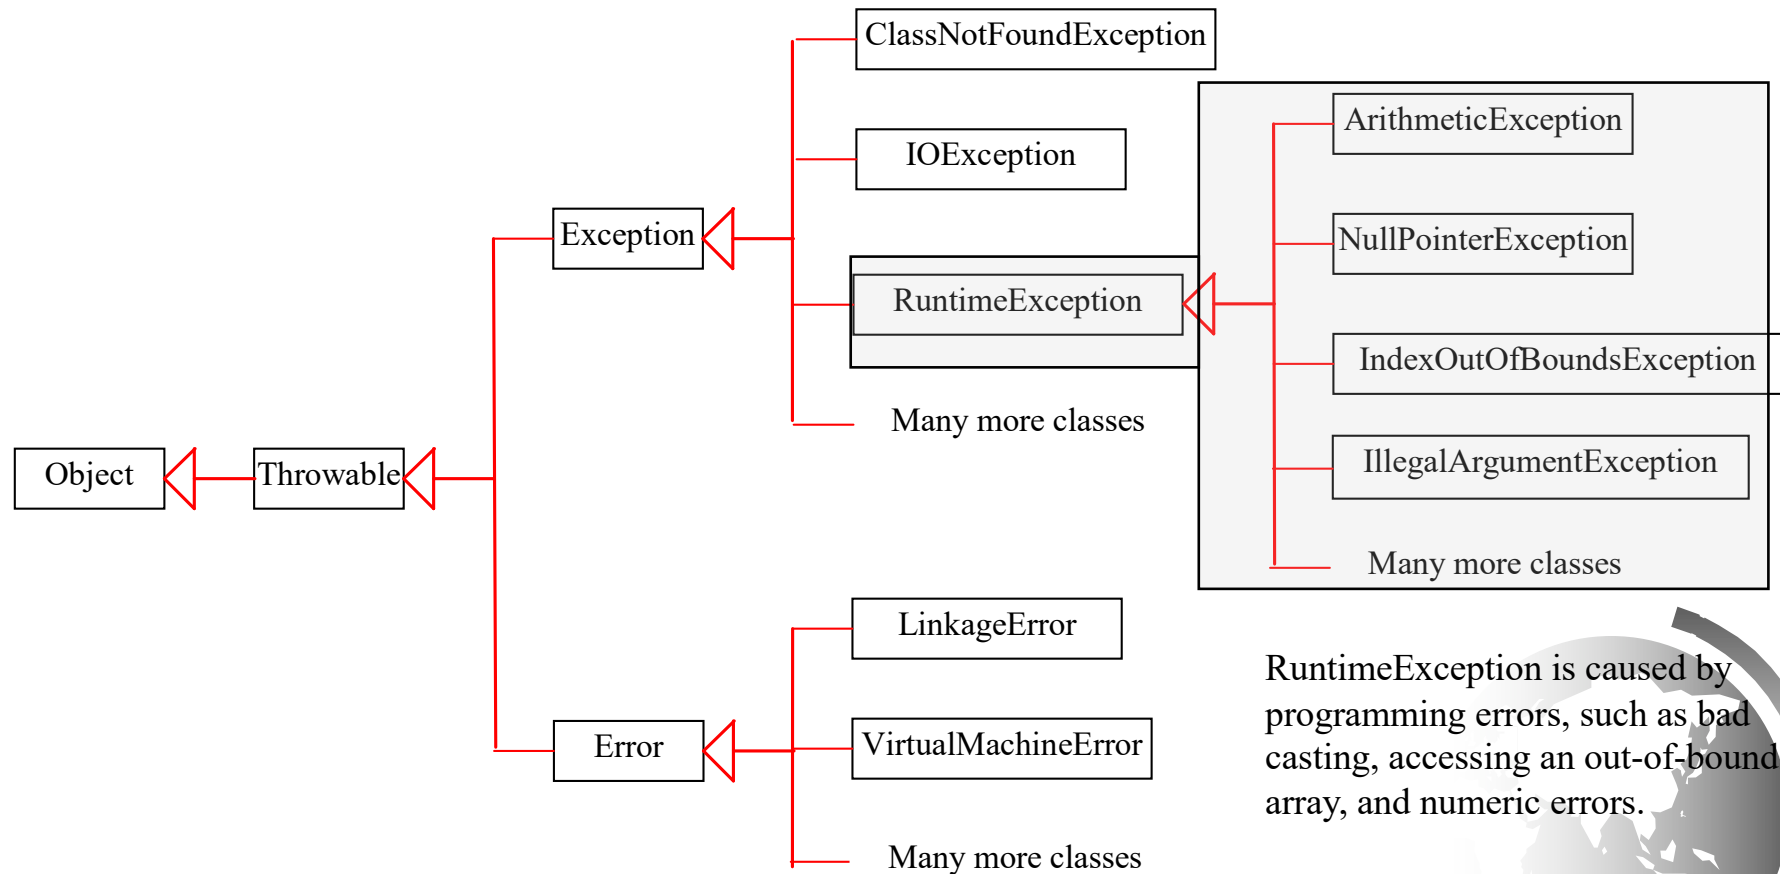 ClassNotFoundException
ArithmeticException
IOException
Exception
NullPointerException
RuntimeException
IndexOutOfBoundsException
Many more classes
Object
Throwable
IllegalArgumentException
Many more classes
LinkageError
Error
VirtualMachineError
Many more classes
RuntimeException is caused by
programming errors, such as bad
casting, accessing an out-of-bound
array, and numeric errors.